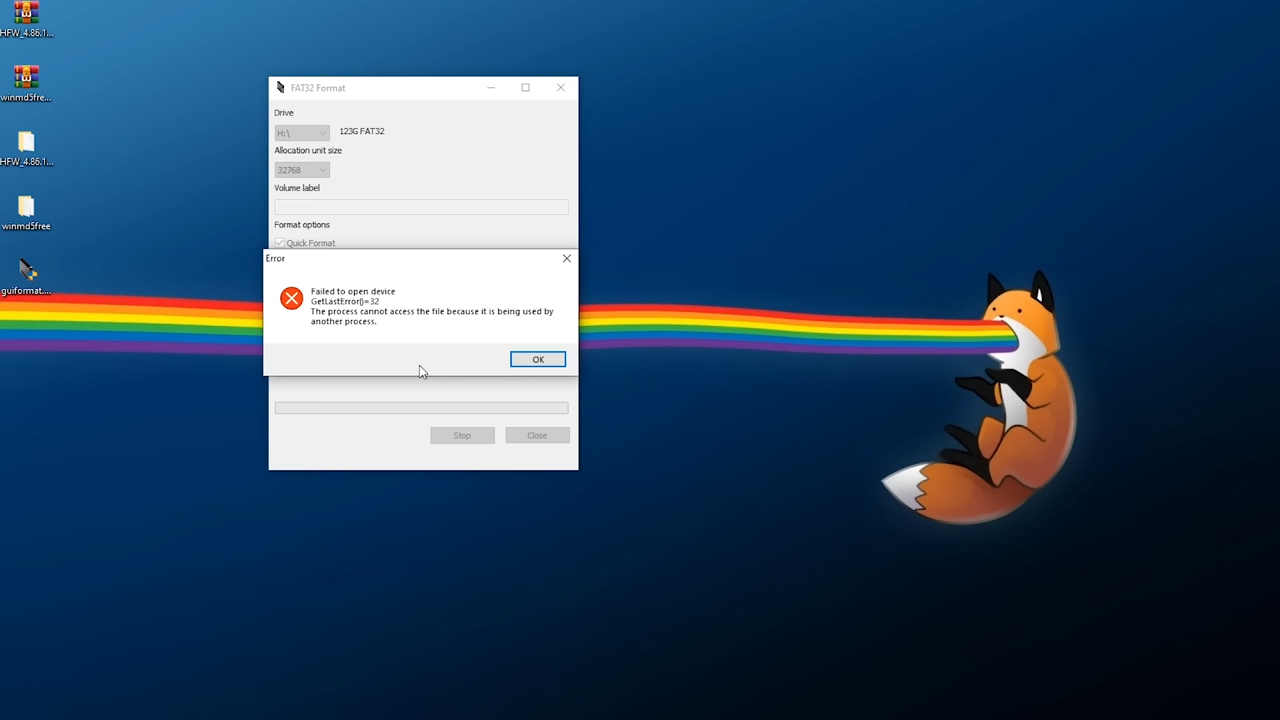 HFW_4.86.1...
winmd5fre...
HFW_4.86.1...
winmd5free
guiformat....
FAT32 Format
Drive
H:\
123G FAT32
Allocation unit size
32768
Volume label
Format options
Quick Format
Error
Failed to open device
GetLastError()=32
The process cannot access the file because it is being used by
another process.
OK
Stop
Close